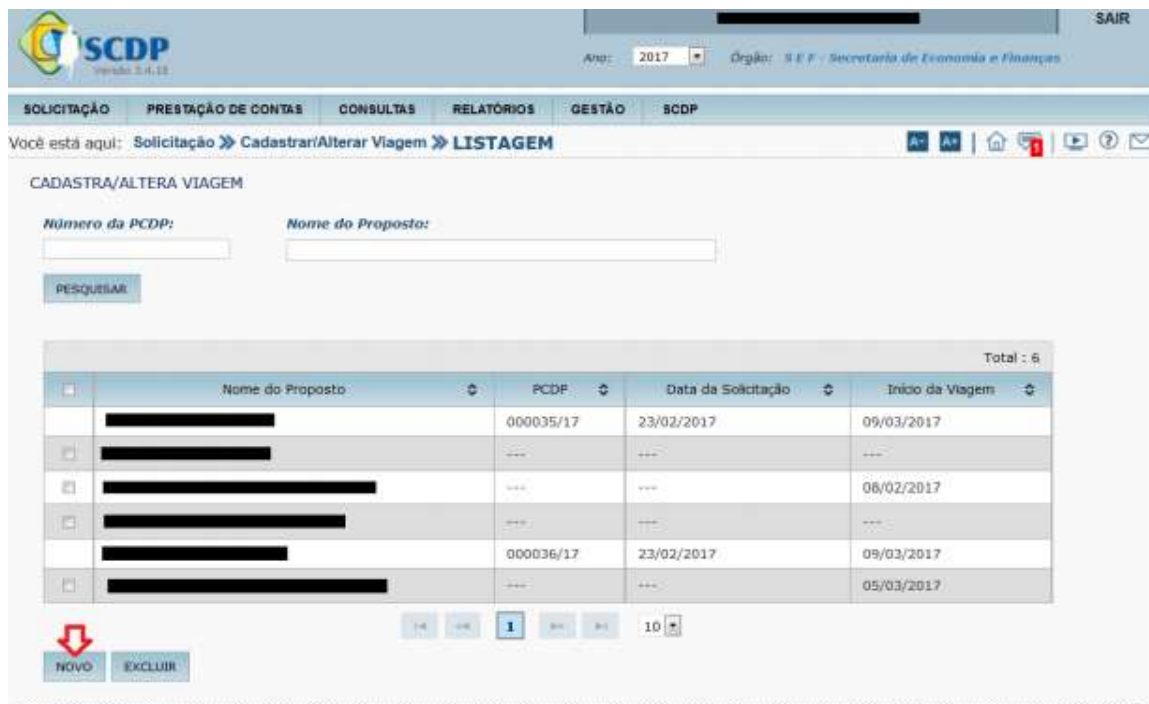 SCDP
SAIR
Ano: 2017 Órgão: S E F - Secretaria de Economia e Finanças
SOLICITAÇÃO PRESTAÇÃO DE CONTAS CONSULTAS RELATÓRIOS GESTÃO SCDP
Você está aqui: Solicitação » Cadastrar/Alterar Viagem » LISTAGEM
A- A+ 1
CADASTRA/ALTERA VIAGEM
Número da PCDP: Nome do Proposto:
PESQUISAR
Total : 6
Nome do Proposto PCDP Data da Solicitação Início da Viagem
000035/17 23/02/2017 09/03/2017
--- --- ---
--- --- 08/02/2017
--- --- ---
000036/17 23/02/2017 09/03/2017
--- --- 05/03/2017
1 10
NOVO EXCLUIR